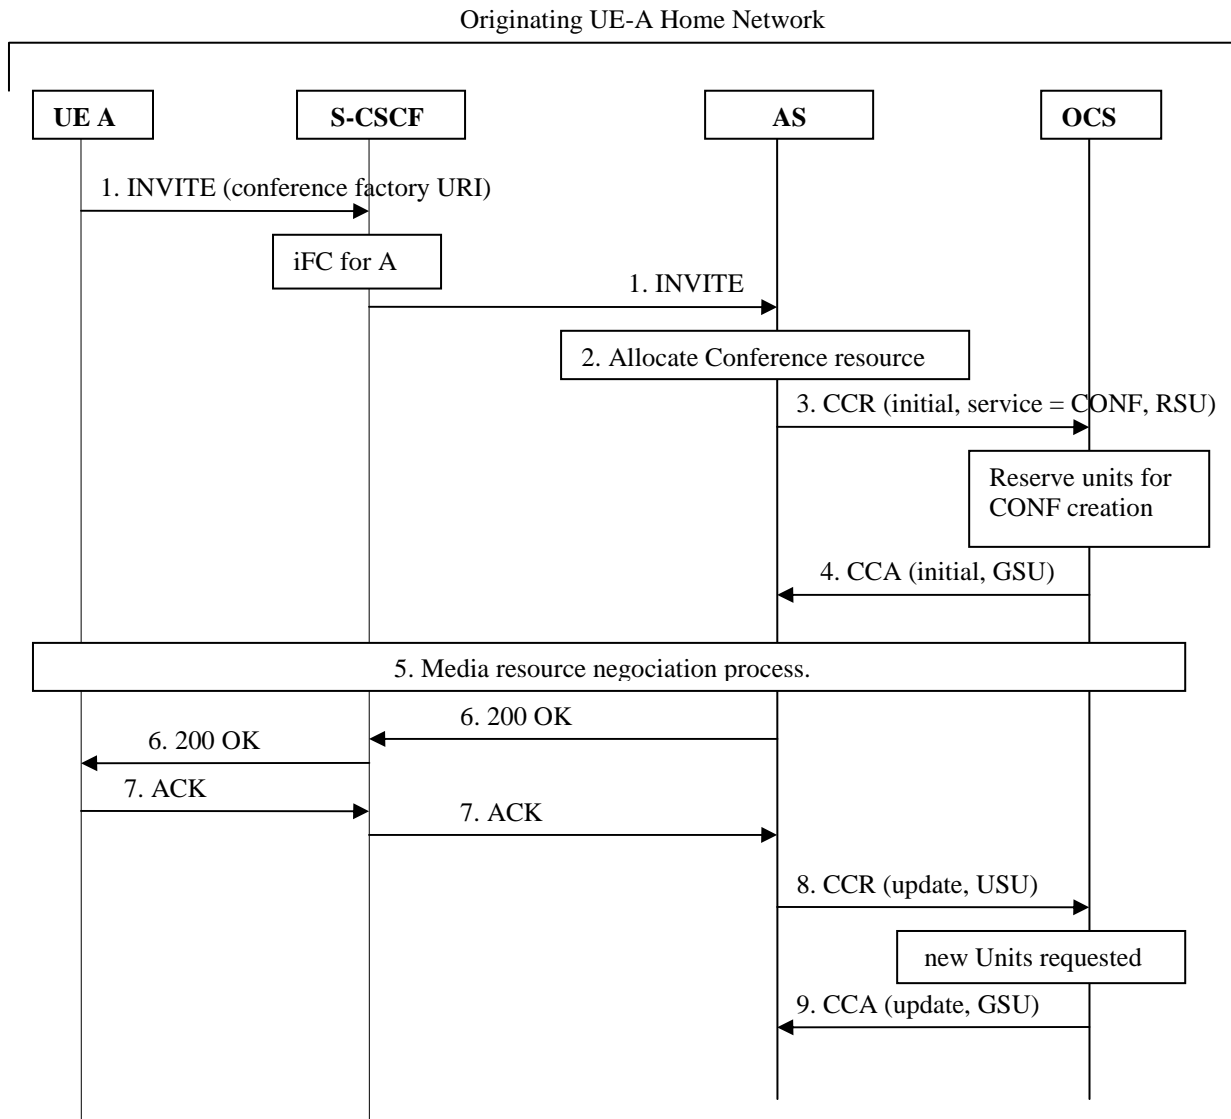 Originating UE-A Home Network
UE A
S-CSCF
AS
OCS
1. INVITE (conference factory URI)
iFC for A
1. INVITE
2. Allocate Conference resource
3. CCR (initial, service = CONF, RSU)
Reserve units for
CONF creation
4. CCA (initial, GSU)
5. Media resource negociation process.
6. 200 OK
6. 200 OK
7. ACK
7. ACK
8. CCR (update, USU)
new Units requested
9. CCA (update, GSU)